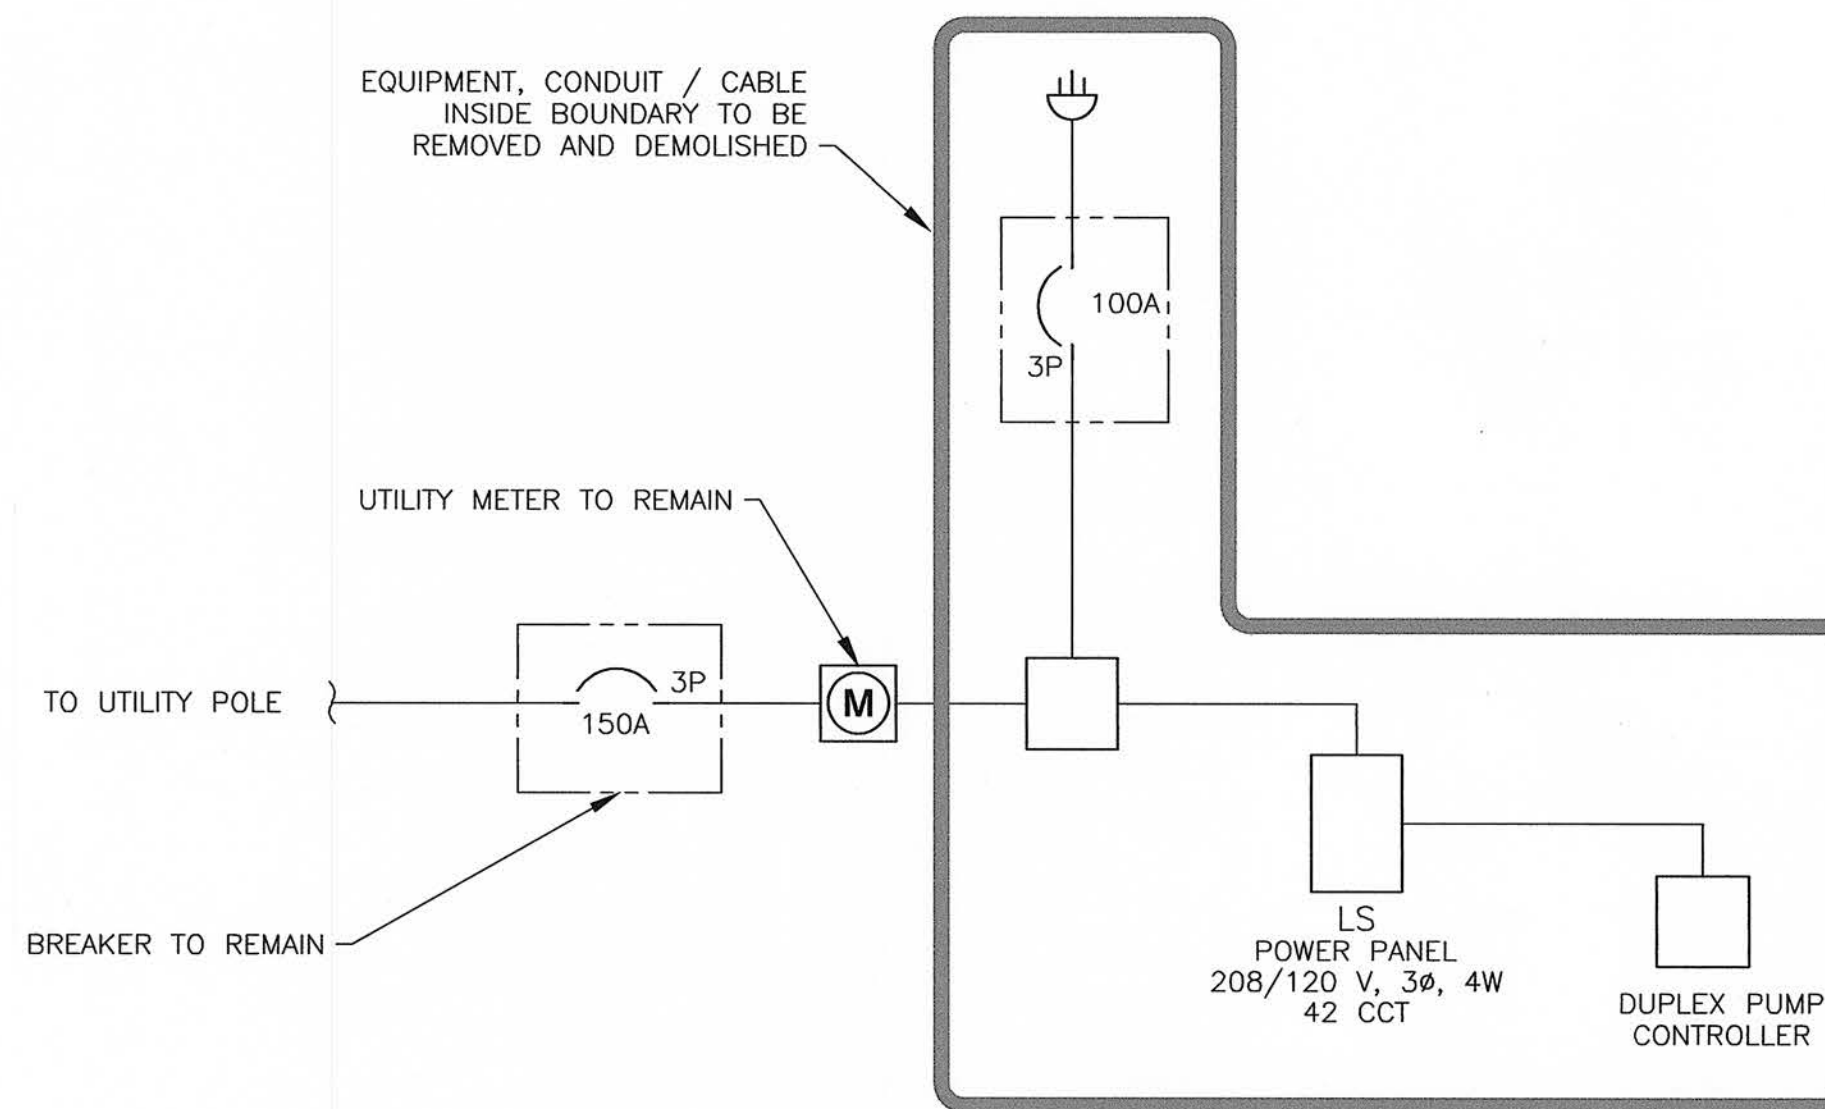 EQUIPMENT, CONDUIT / CABLE
INSIDE BOUNDARY TO BE
REMOVED AND DEMOLISHED
100A
3P
UTILITY METER TO REMAIN
TO UTILITY POLE
3P
150A
M
BREAKER TO REMAIN
LS
POWER PANEL
208/120 V, 3ø, 4W
42 CCT
DUPLEX PUMP
CONTROLLER